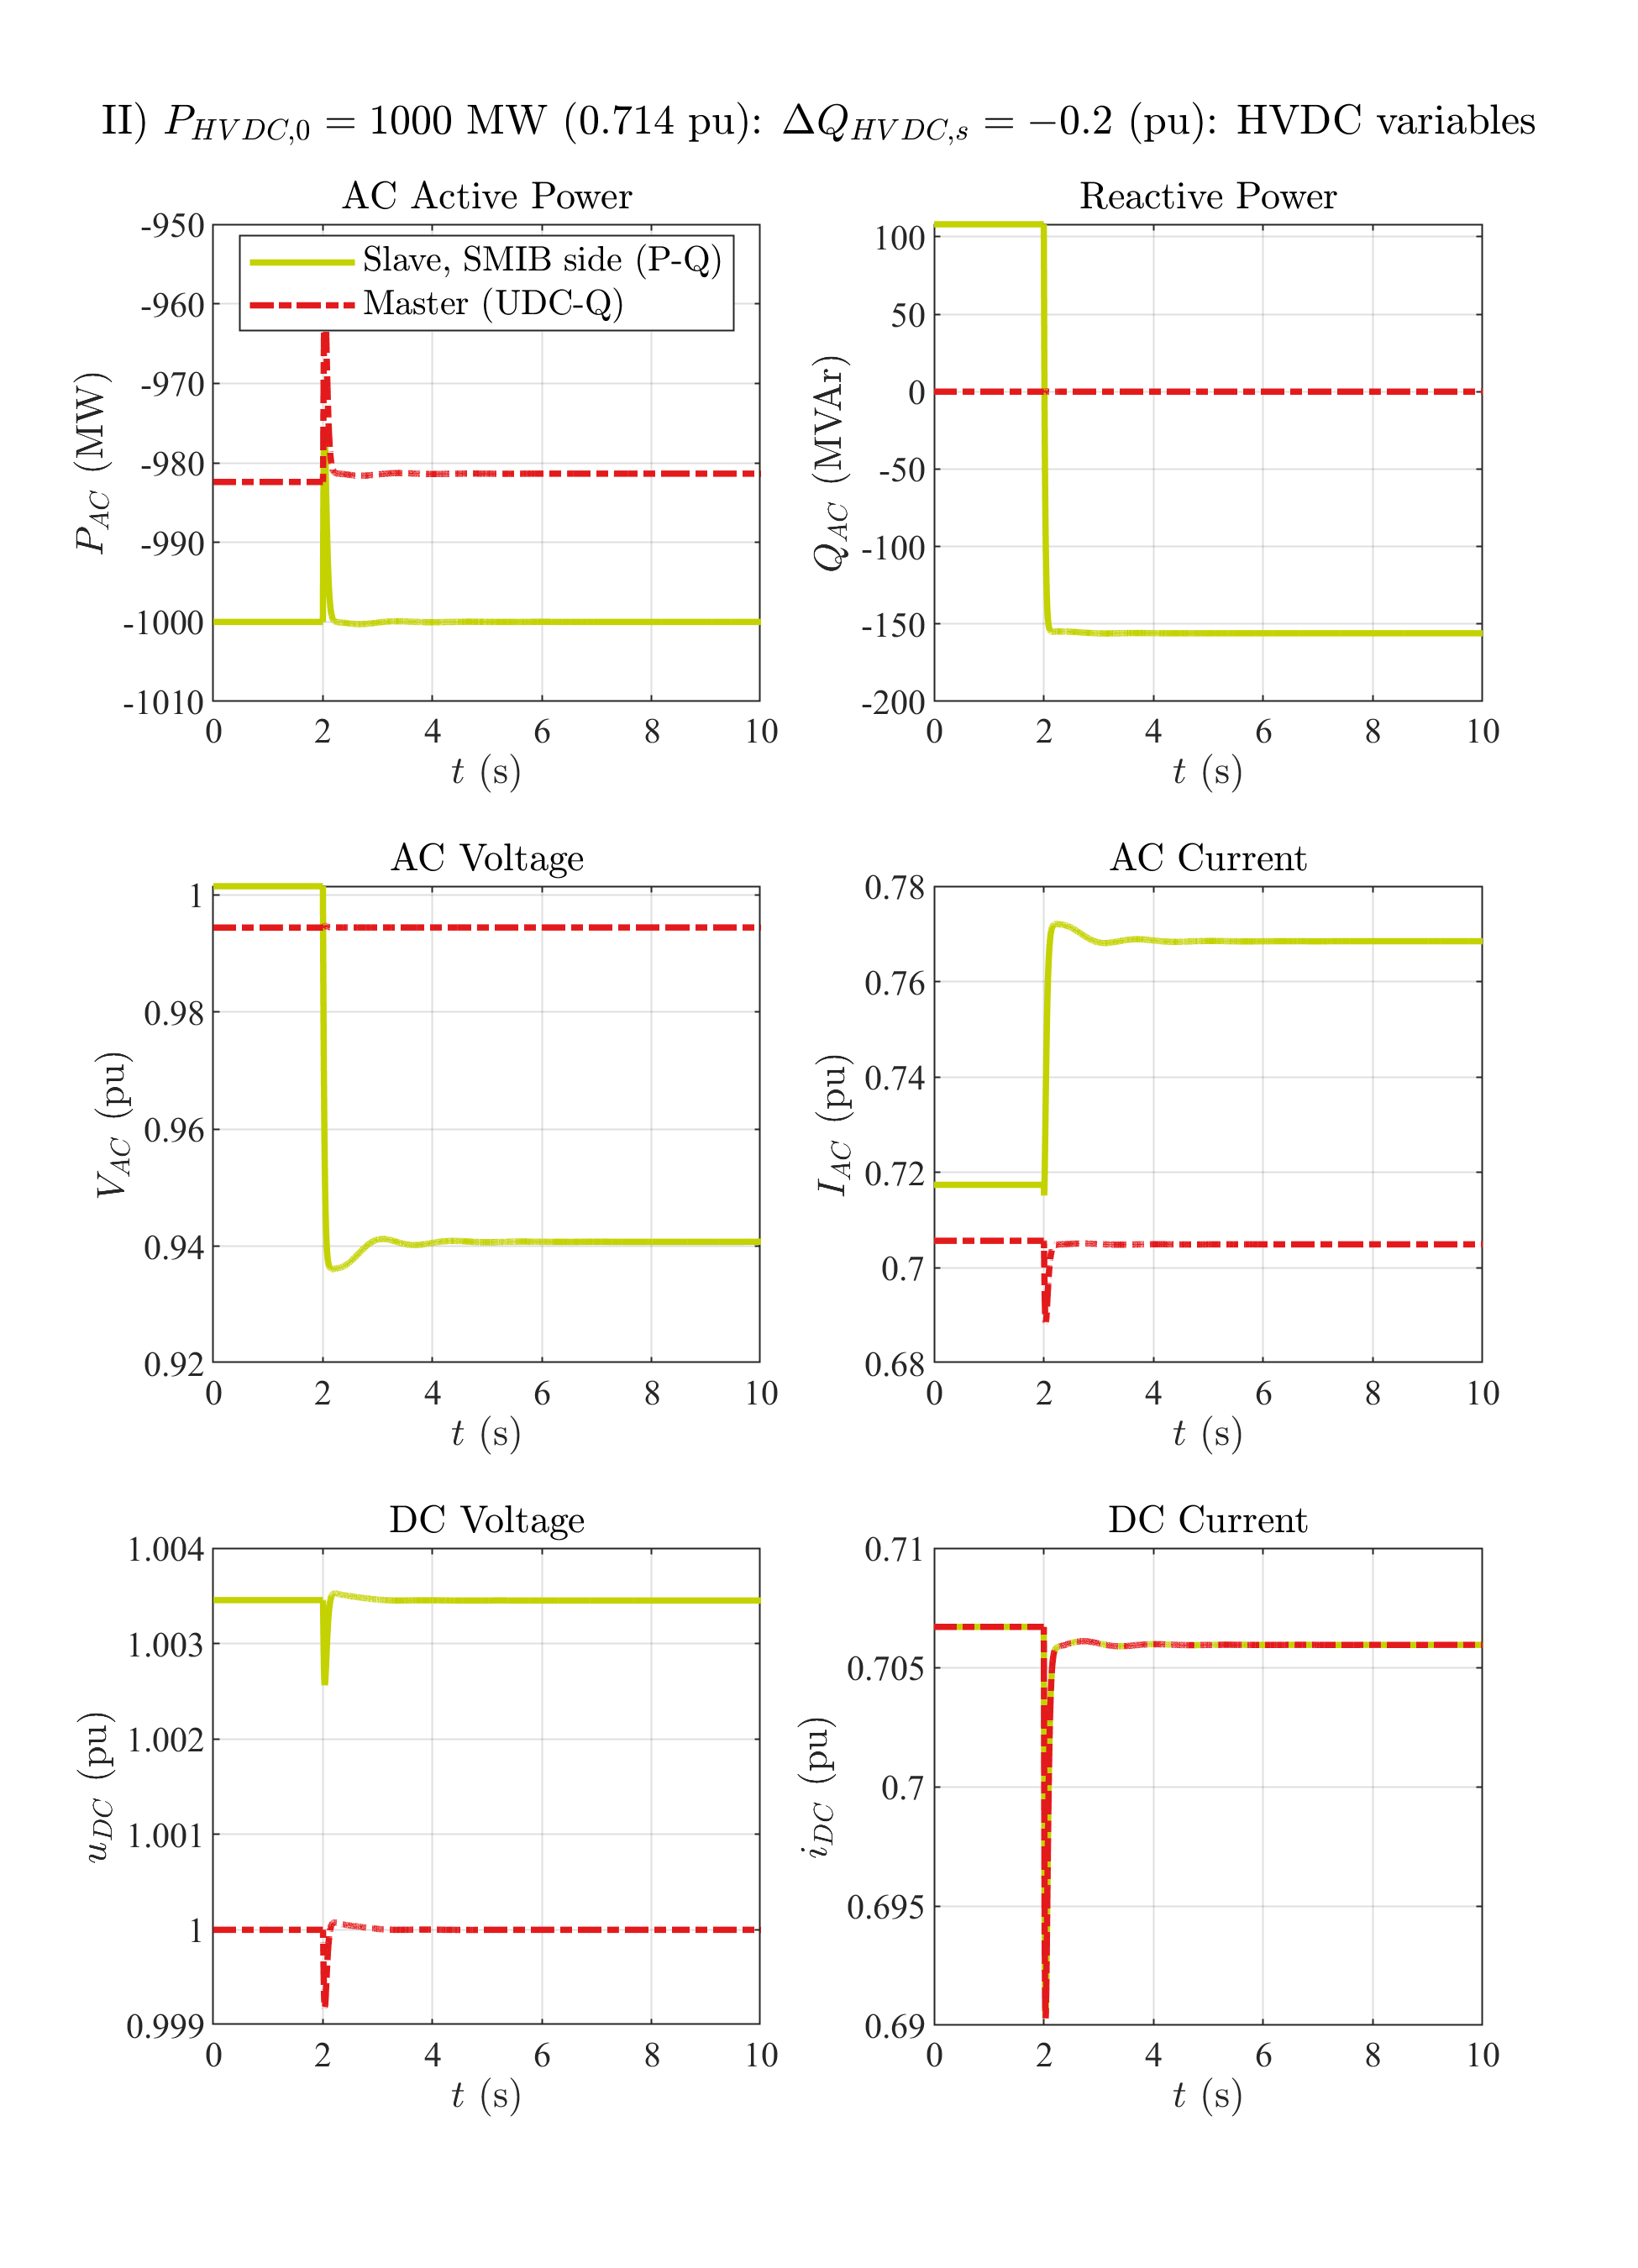 II) P_{HVDC,0} = 1000 MW (0.714 pu): ΔQ_{HVDC,s} = −0.2 (pu): HVDC variables
AC Active Power
-950
-960
-970
-980
-990
-1000
-1010
P_{AC} (MW)
Slave, SMIB side (P-Q)
Master (UDC-Q)
0 2 4 6 8 10
t (s)
Reactive Power
100
50
0
-50
-100
-150
-200
Q_{AC} (MVAr)
0 2 4 6 8 10
t (s)
AC Voltage
1
0.98
0.96
0.94
0.92
V_{AC} (pu)
0 2 4 6 8 10
t (s)
AC Current
0.78
0.76
0.74
0.72
0.7
0.68
I_{AC} (pu)
0 2 4 6 8 10
t (s)
DC Voltage
1.004
1.003
1.002
1.001
1
0.999
u_{DC} (pu)
0 2 4 6 8 10
t (s)
DC Current
0.71
0.705
0.7
0.695
0.69
i_{DC} (pu)
0 2 4 6 8 10
t (s)